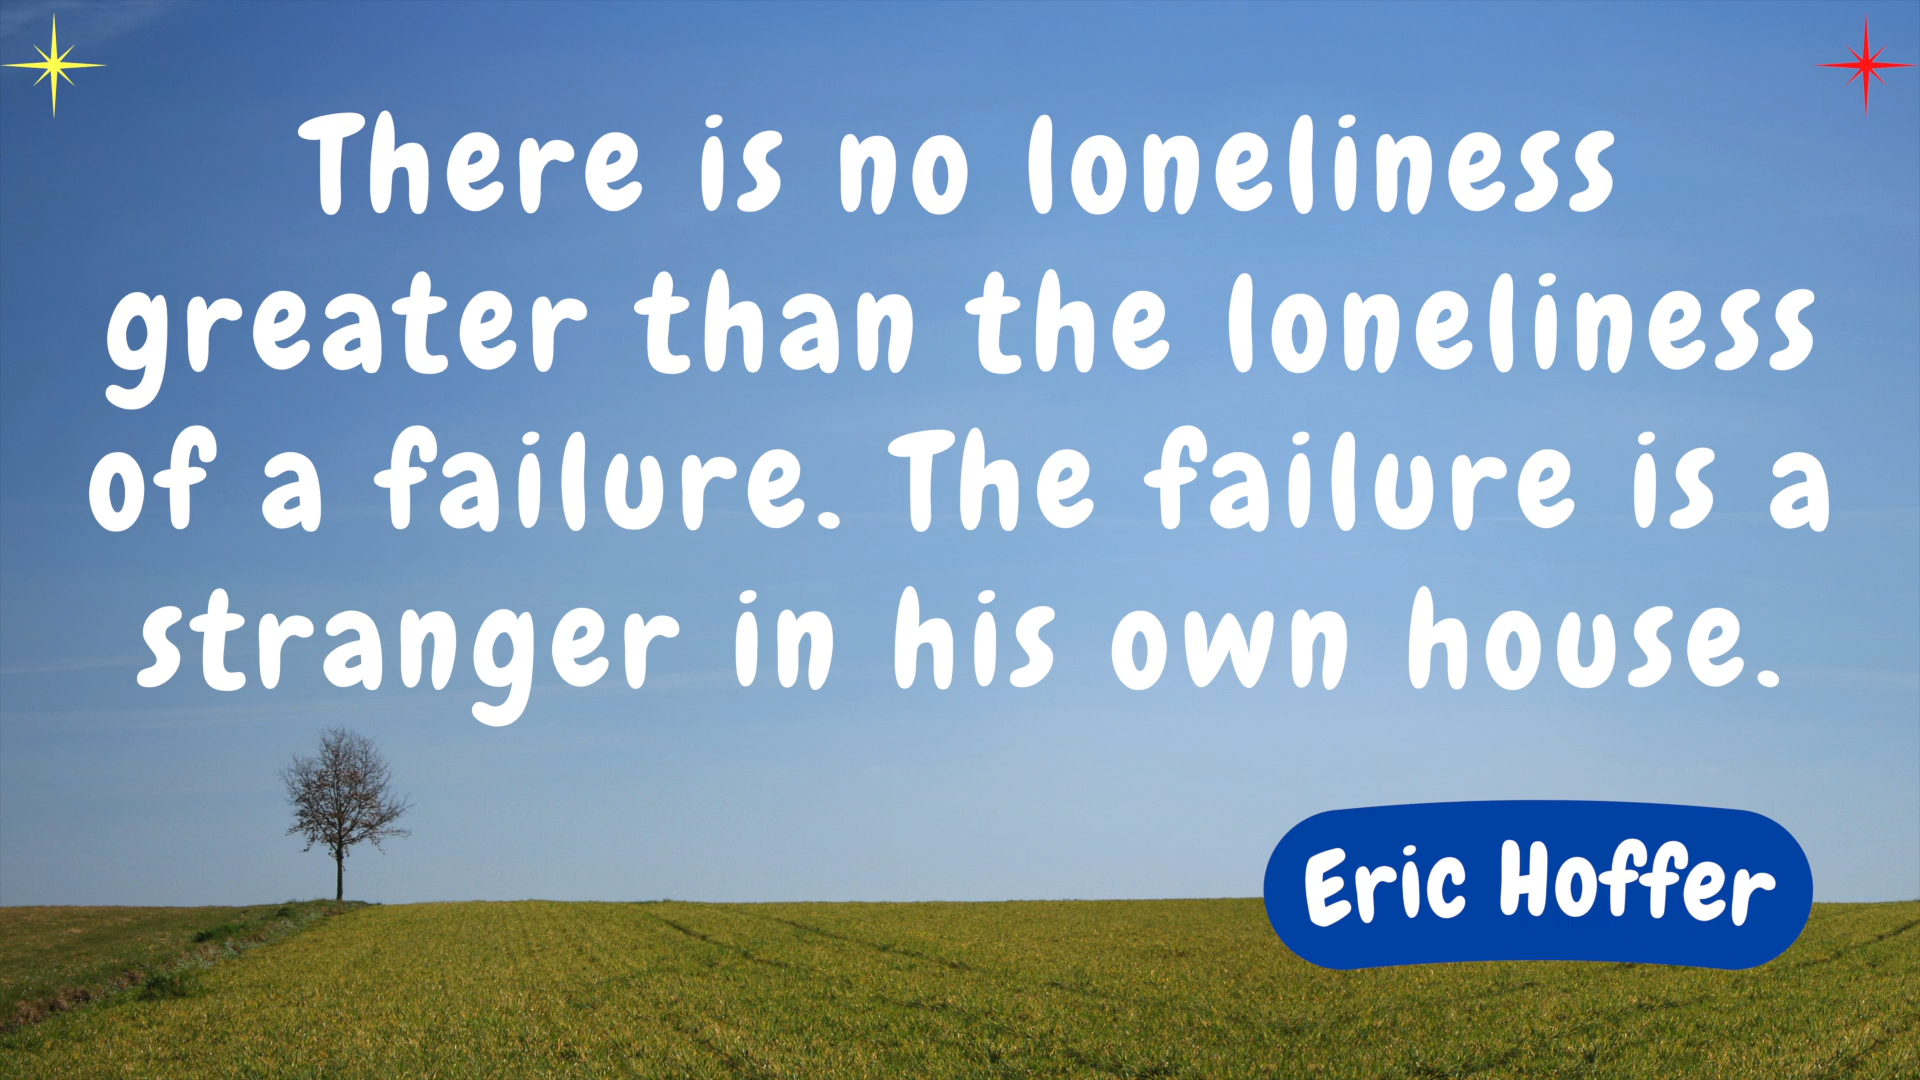 There is no loneliness
greater than the loneliness
of a failure. The failure is a
stranger in his own house.
Eric Hoffer